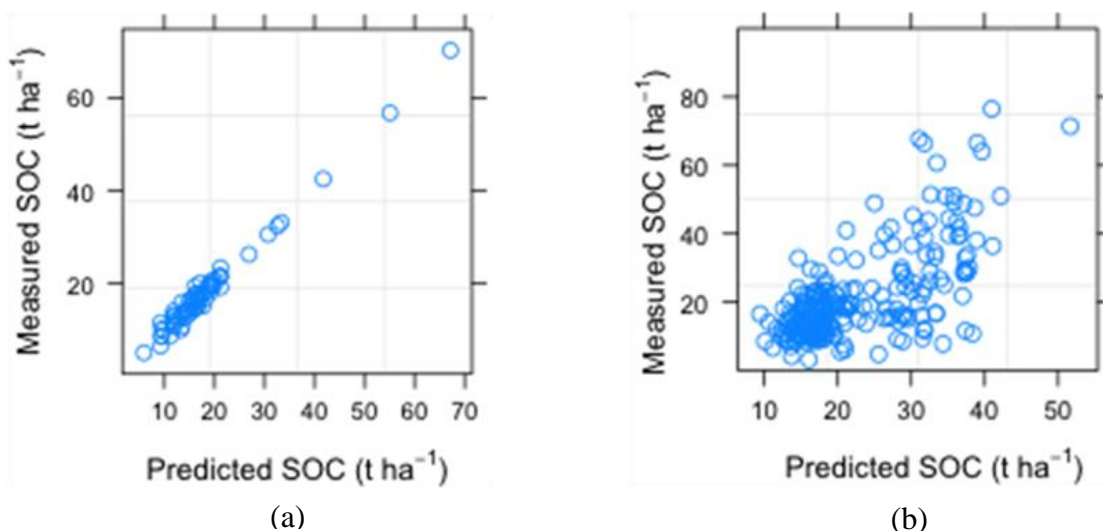 Measured SOC (t ha⁻¹)
60
40
20
10 20 30 40 50 60 70
Predicted SOC (t ha⁻¹)
(a)
Measured SOC (t ha⁻¹)
80
60
40
20
10 20 30 40 50
Predicted SOC (t ha⁻¹)
(b)